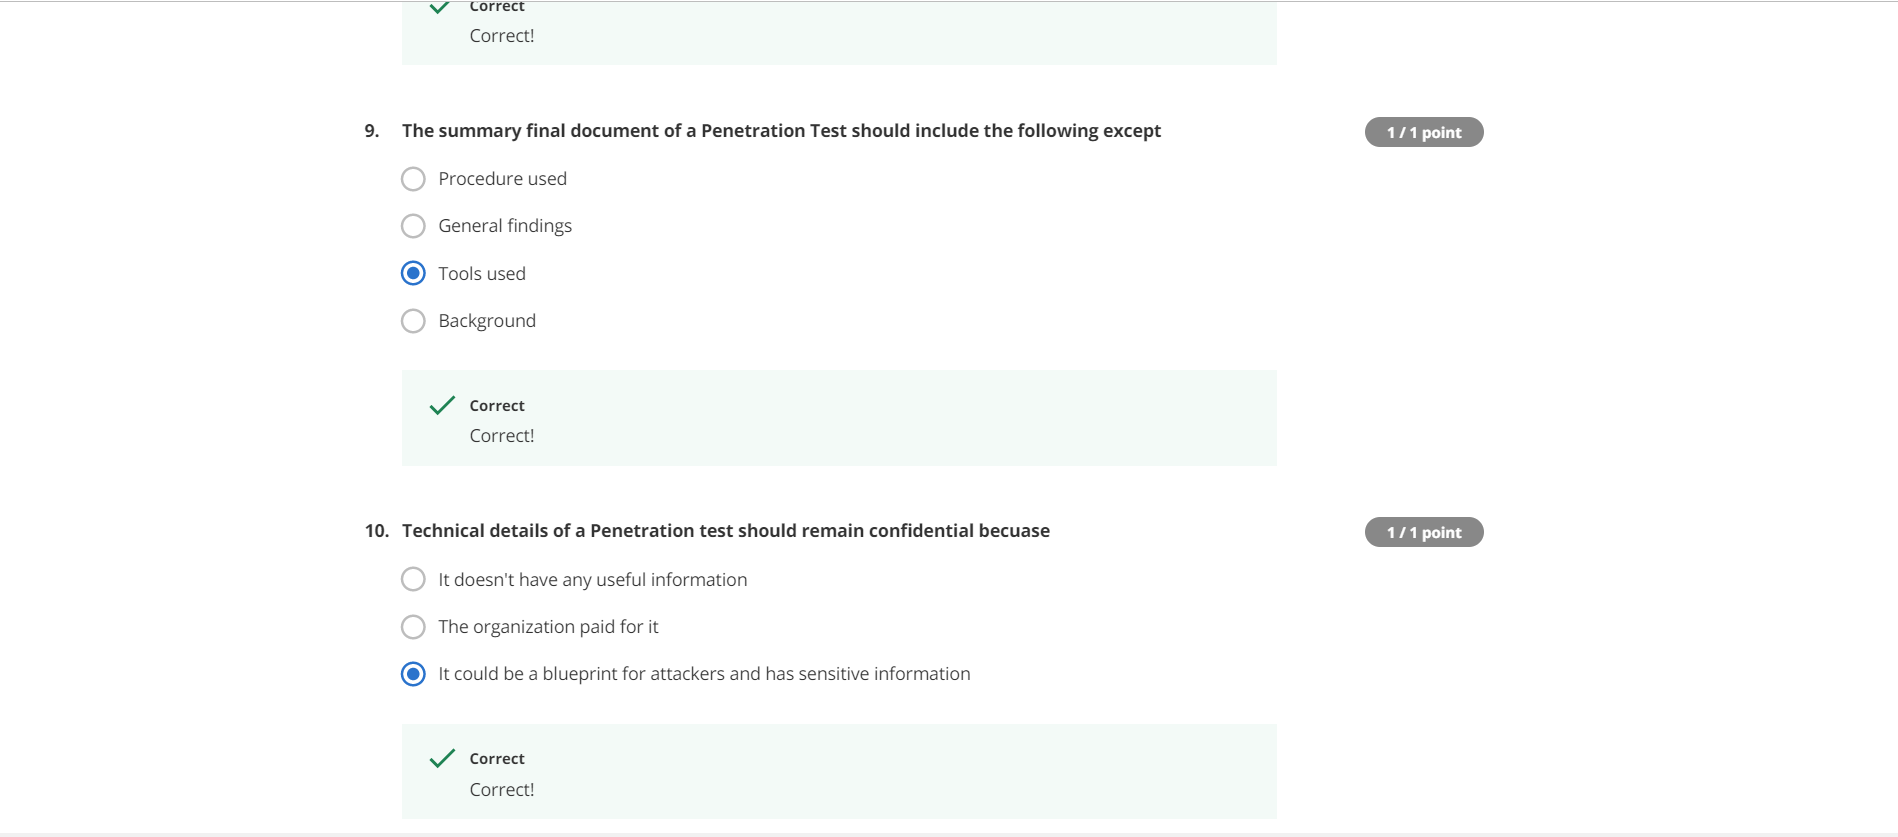 Correct
Correct!
9. The summary final document of a Penetration Test should include the following except
1 / 1 point
Procedure used
General findings
Tools used
Background
Correct
Correct!
10. Technical details of a Penetration test should remain confidential becuase
1 / 1 point
It doesn't have any useful information
The organization paid for it
It could be a blueprint for attackers and has sensitive information
Correct
Correct!